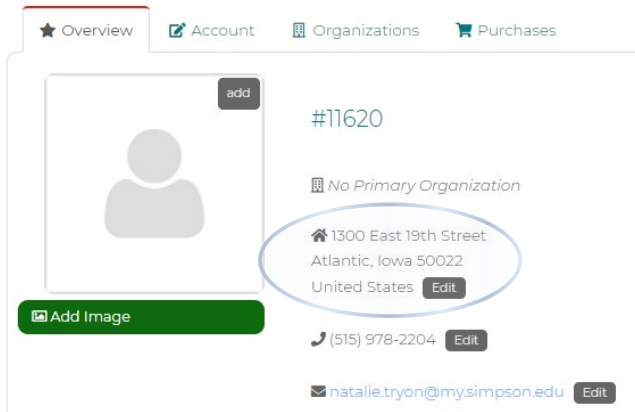 Overview Account Organizations Purchases
add
#11620
No Primary Organization
1300 East 19th Street
Atlantic, Iowa 50022
United States Edit
Add Image
(515) 978-2204 Edit
natalie.tryon@my.simpson.edu Edit